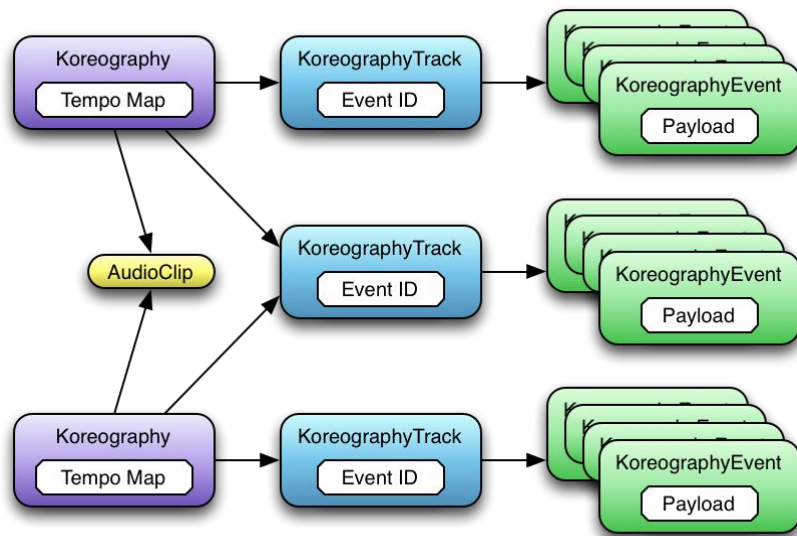 Koreography
Tempo Map
KoreographyTrack
Event ID
KoreographyEvent
Payload
AudioClip
KoreographyTrack
Event ID
KoreographyEvent
Payload
Koreography
Tempo Map
KoreographyTrack
Event ID
KoreographyEvent
Payload